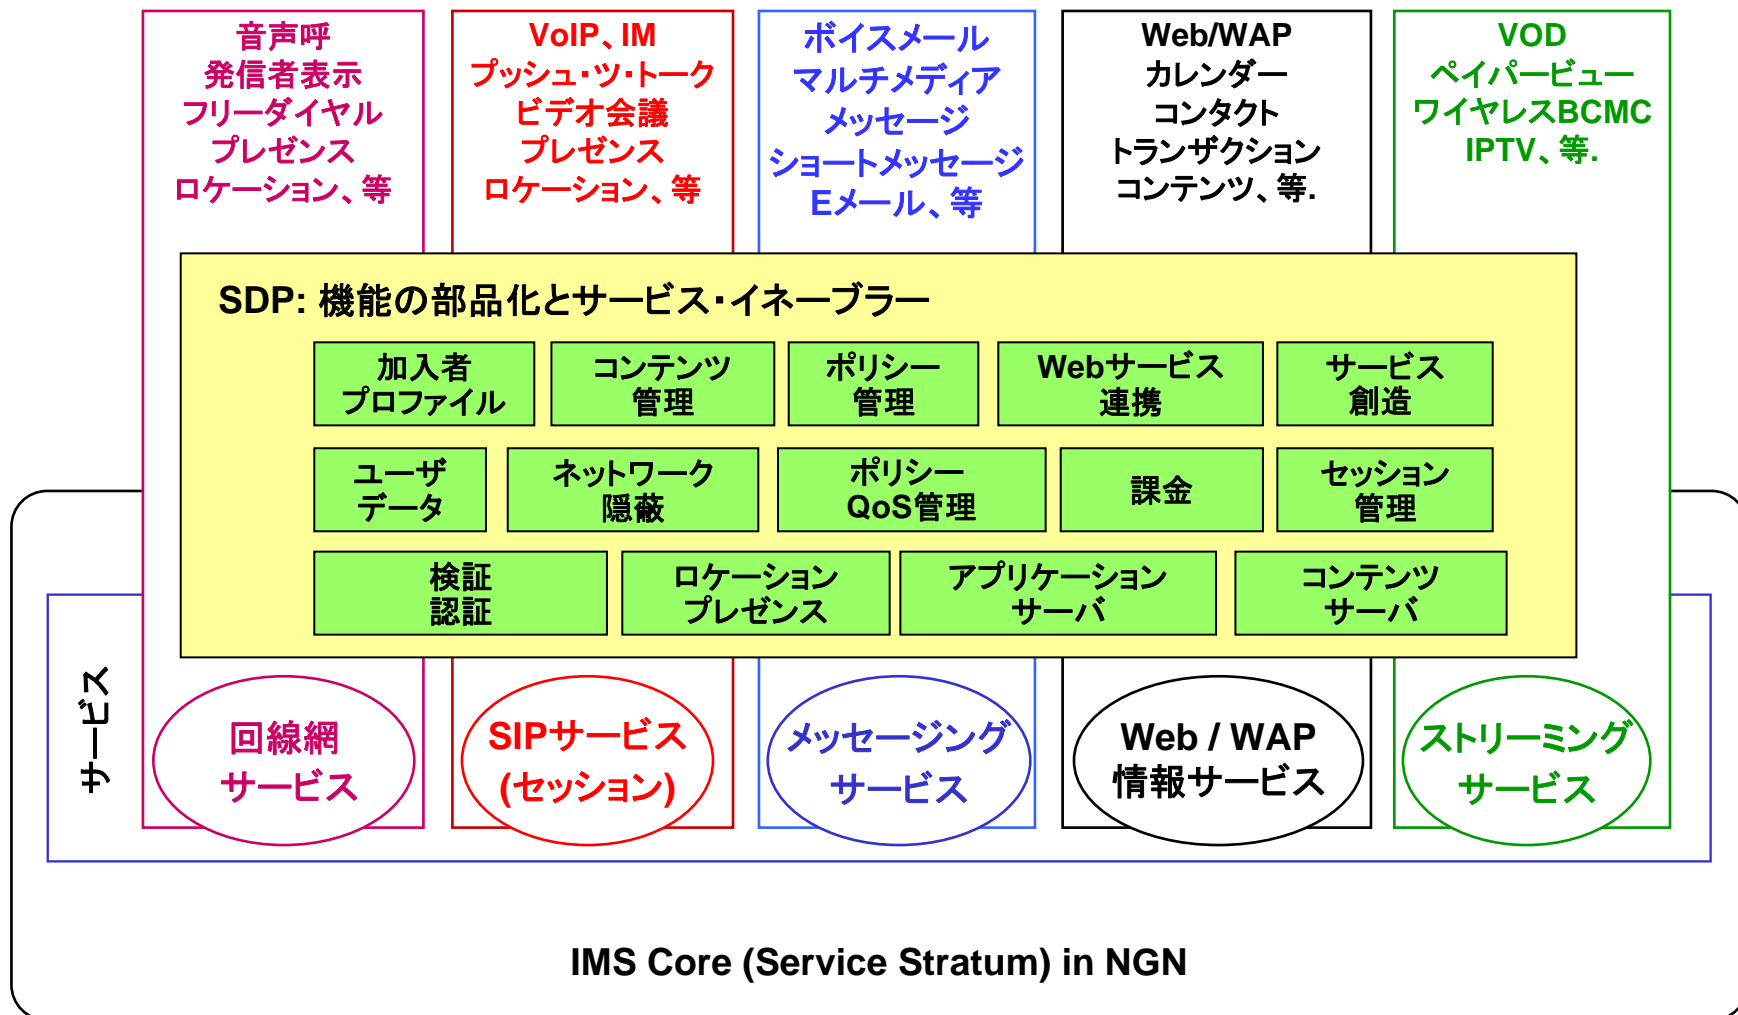 音声呼
発信者表示
フリーダイヤル
プレゼンス
ロケーション、等
VoIP、IM
プッシュ・ツ・トーク
ビデオ会議
プレゼンス
ロケーション、等
ボイスメール
マルチメディア
メッセージ
ショートメッセージ
Eメール、等
Web/WAP
カレンダー
コンタクト
トランザクション
コンテンツ、等.
VOD
ペイパービュー
ワイヤレスBCMC
IPTV、等.
SDP: 機能の部品化とサービス・イネーブラー
加入者
プロファイル
コンテンツ
管理
ポリシー
管理
Webサービス
連携
サービス
創造
ユーザ
データ
ネットワーク
隠蔽
ポリシー
QoS管理
課金
セッション
管理
検証
認証
ロケーション
プレゼンス
アプリケーション
サーバ
コンテンツ
サーバ
サービス
回線網
サービス
SIPサービス
(セッション)
メッセージング
サービス
Web / WAP
情報サービス
ストリーミング
サービス
IMS Core (Service Stratum) in NGN